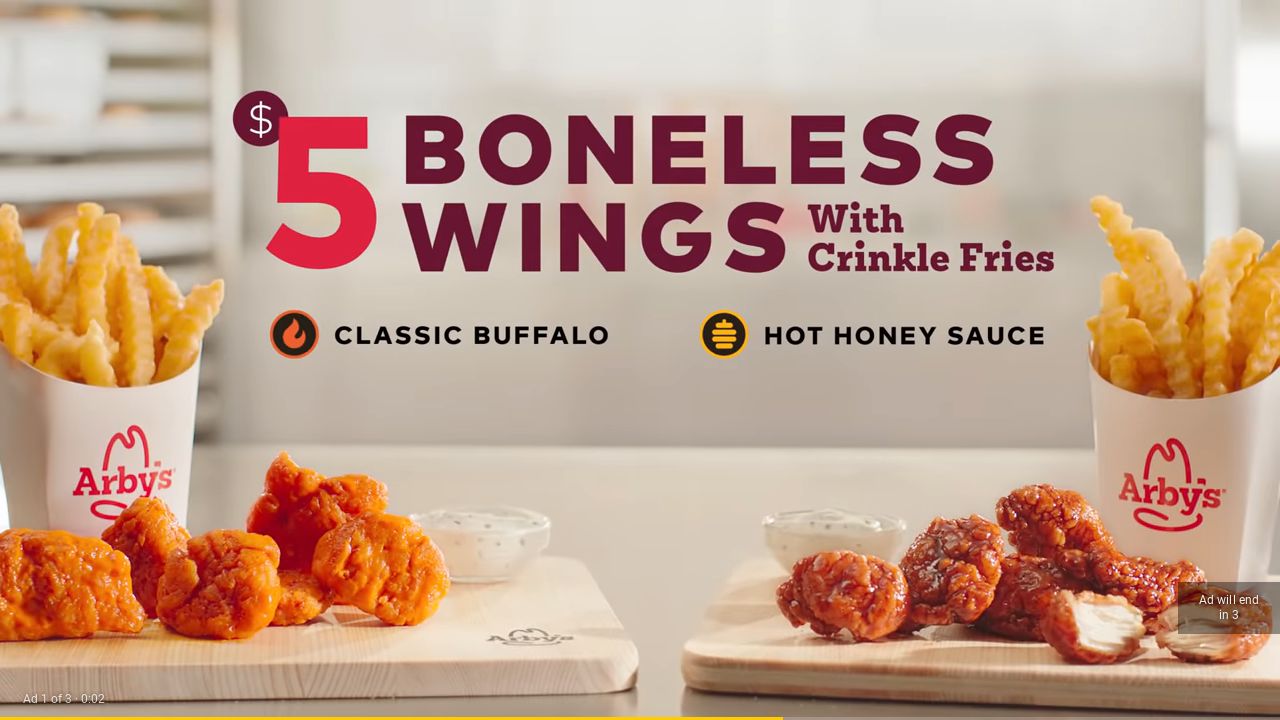 $5 BONELESS
WINGS With
Crinkle Fries
CLASSIC BUFFALO
HOT HONEY SAUCE
Arby's
Arby's
Arby's
Ad will end
in 3
Ad 1 of 3 · 0:02